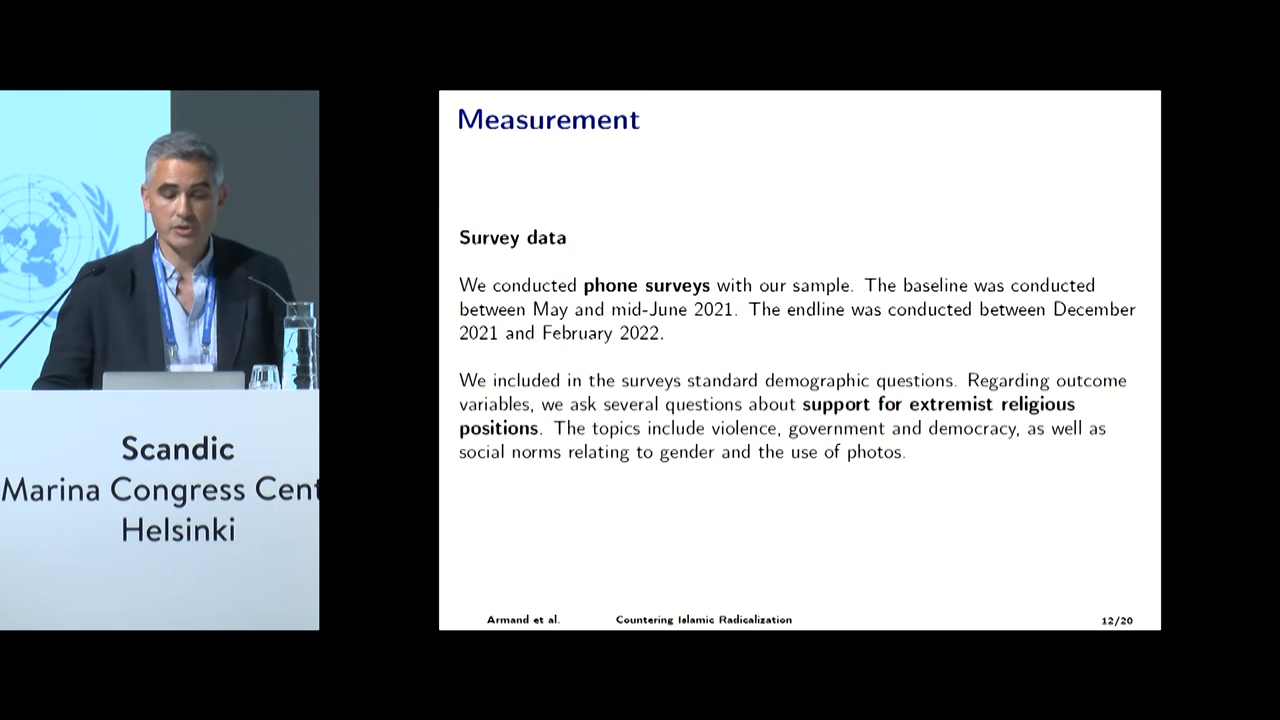 Measurement
Survey data
We conducted phone surveys with our sample. The baseline was conducted
between May and mid-June 2021. The endline was conducted between December
2021 and February 2022.
We included in the surveys standard demographic questions. Regarding outcome
variables, we ask several questions about support for extremist religious
positions. The topics include violence, government and democracy, as well as
social norms relating to gender and the use of photos.
Armand et al. Countering Islamic Radicalization 12/20
Scandic
Marina Congress Cent
Helsinki